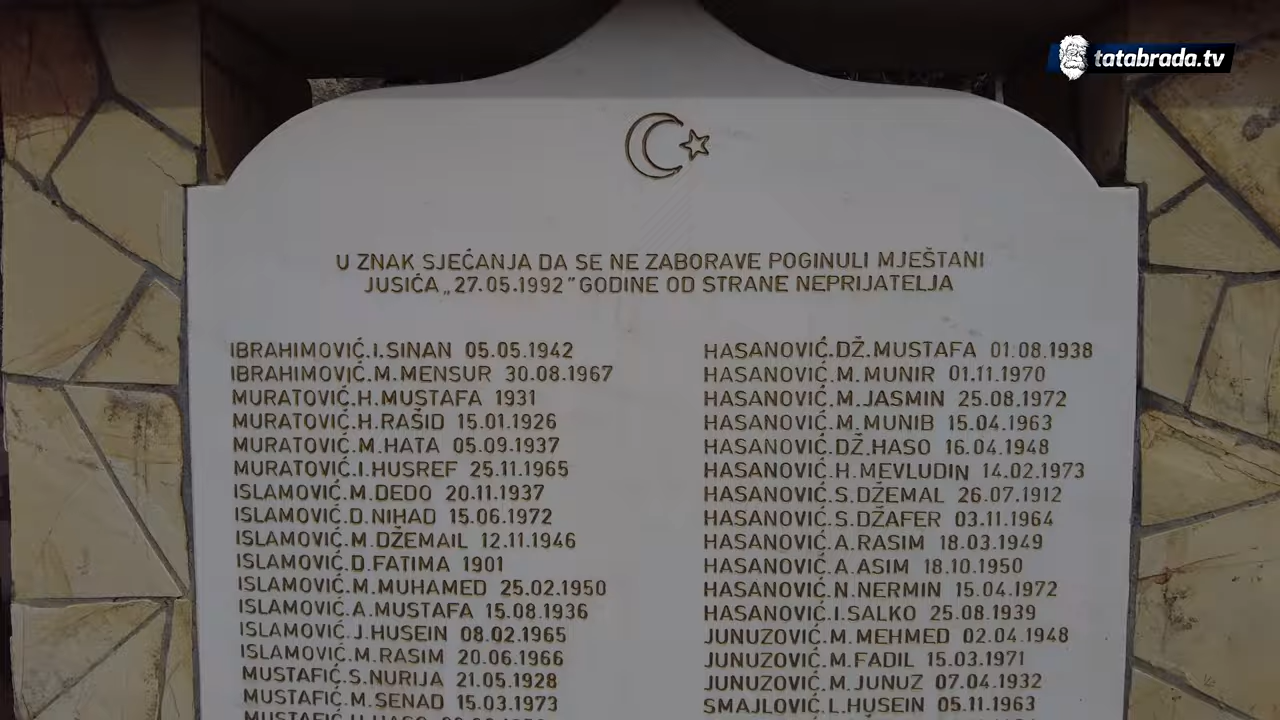 tatabrada.tv
U ZNAK SJEĆANJA DA SE NE ZABORAVE POGINULI MJEŠTANI
JUSIĆA „27.05.1992" GODINE OD STRANE NEPRIJATELJA
IBRAHIMOVIĆ.I.SINAN 05.05.1942
IBRAHIMOVIĆ.M.MENSUR 30.08.1967
MURATOVIĆ.H.MUSTAFA 1931
MURATOVIĆ.H.RAŠID 15.01.1926
MURATOVIĆ.M.HATA 05.09.1937
MURATOVIĆ.I.HUSREF 25.11.1965
ISLAMOVIĆ.M.DEDO 20.11.1937
ISLAMOVIĆ.D.NIHAD 15.06.1972
ISLAMOVIĆ.M.DŽEMAIL 12.11.1946
ISLAMOVIĆ.D.FATIMA 1901
ISLAMOVIĆ.M.MUHAMED 25.02.1950
ISLAMOVIĆ.A.MUSTAFA 15.08.1936
ISLAMOVIĆ.J.HUSEIN 08.02.1965
ISLAMOVIĆ.M.RASIM 20.06.1966
MUSTAFIĆ.S.NURIJA 21.05.1928
MUSTAFIĆ.M.SENAD 15.03.1973
HASANOVIĆ.DŽ.MUSTAFA 01.08.1938
HASANOVIĆ.M.MUNIR 01.11.1970
HASANOVIĆ.M.JASMIN 25.08.1972
HASANOVIĆ.M.MUNIB 15.04.1963
HASANOVIĆ.DŽ.HASO 16.04.1948
HASANOVIĆ.H.MEVLUDIN 14.02.1973
HASANOVIĆ.S.DŽEMAL 26.07.1912
HASANOVIĆ.S.DŽAFER 03.11.1964
HASANOVIĆ.A.RASIM 18.03.1949
HASANOVIĆ.A.ASIM 18.10.1950
HASANOVIĆ.N.NERMIN 15.04.1972
HASANOVIĆ.I.SALKO 25.08.1939
JUNUZOVIĆ.M.MEHMED 02.04.1948
JUNUZOVIĆ.M.FADIL 15.03.1971
JUNUZOVIĆ.M.JUNUZ 07.04.1932
SMAJLOVIĆ.L.HUSEIN 05.11.1963